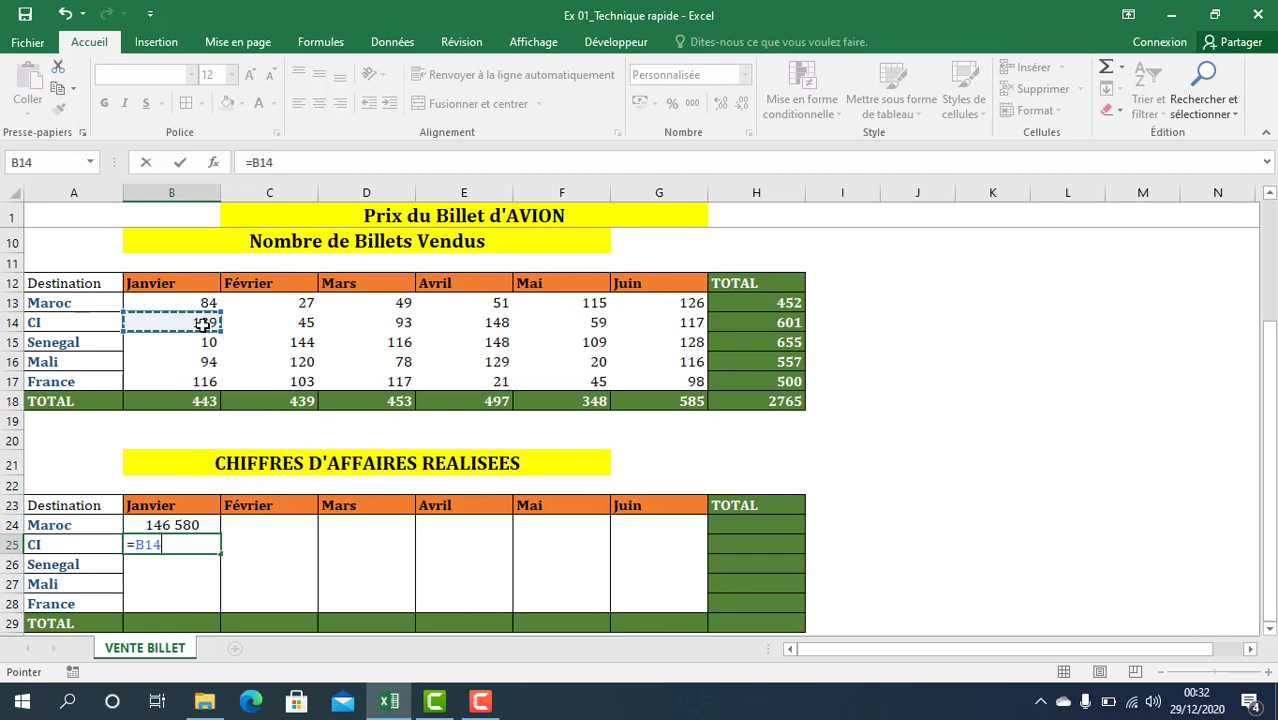 Ex 01_Technique rapide - Excel
Fichier Accueil Insertion Mise en page Formules Données Révision Affichage Développeur Dites-nous ce que vous voulez faire. Connexion Partager
Coller
12
Renvoyer à la ligne automatiquement
Fusionner et centrer
Personnalisée
Mise en forme conditionnelle
Mettre sous forme de tableau
Styles de cellules
Insérer
Supprimer
Format
Trier et filtrer
Rechercher et sélectionner
Presse-papiers Police Alignement Nombre Style Cellules Édition
B14 =B14
A B C D E F G H I J K L M N
1 Prix du Billet d'AVION
10 Nombre de Billets Vendus
11
12 Destination Janvier Février Mars Avril Mai Juin TOTAL
13 Maroc 84 27 49 51 115 126 452
14 CI 45 93 148 59 117 601
15 Senegal 10 144 116 148 109 128 655
16 Mali 94 120 78 129 20 116 557
17 France 116 103 117 21 45 98 500
18 TOTAL 443 439 453 497 348 585 2765
19
20
21 CHIFFRES D'AFFAIRES REALISEES
22
23 Destination Janvier Février Mars Avril Mai Juin TOTAL
24 Maroc 146 580
25 CI =B14
26 Senegal
27 Mali
28 France
29 TOTAL
VENTE BILLET
Pointer
00:32
29/12/2020
4